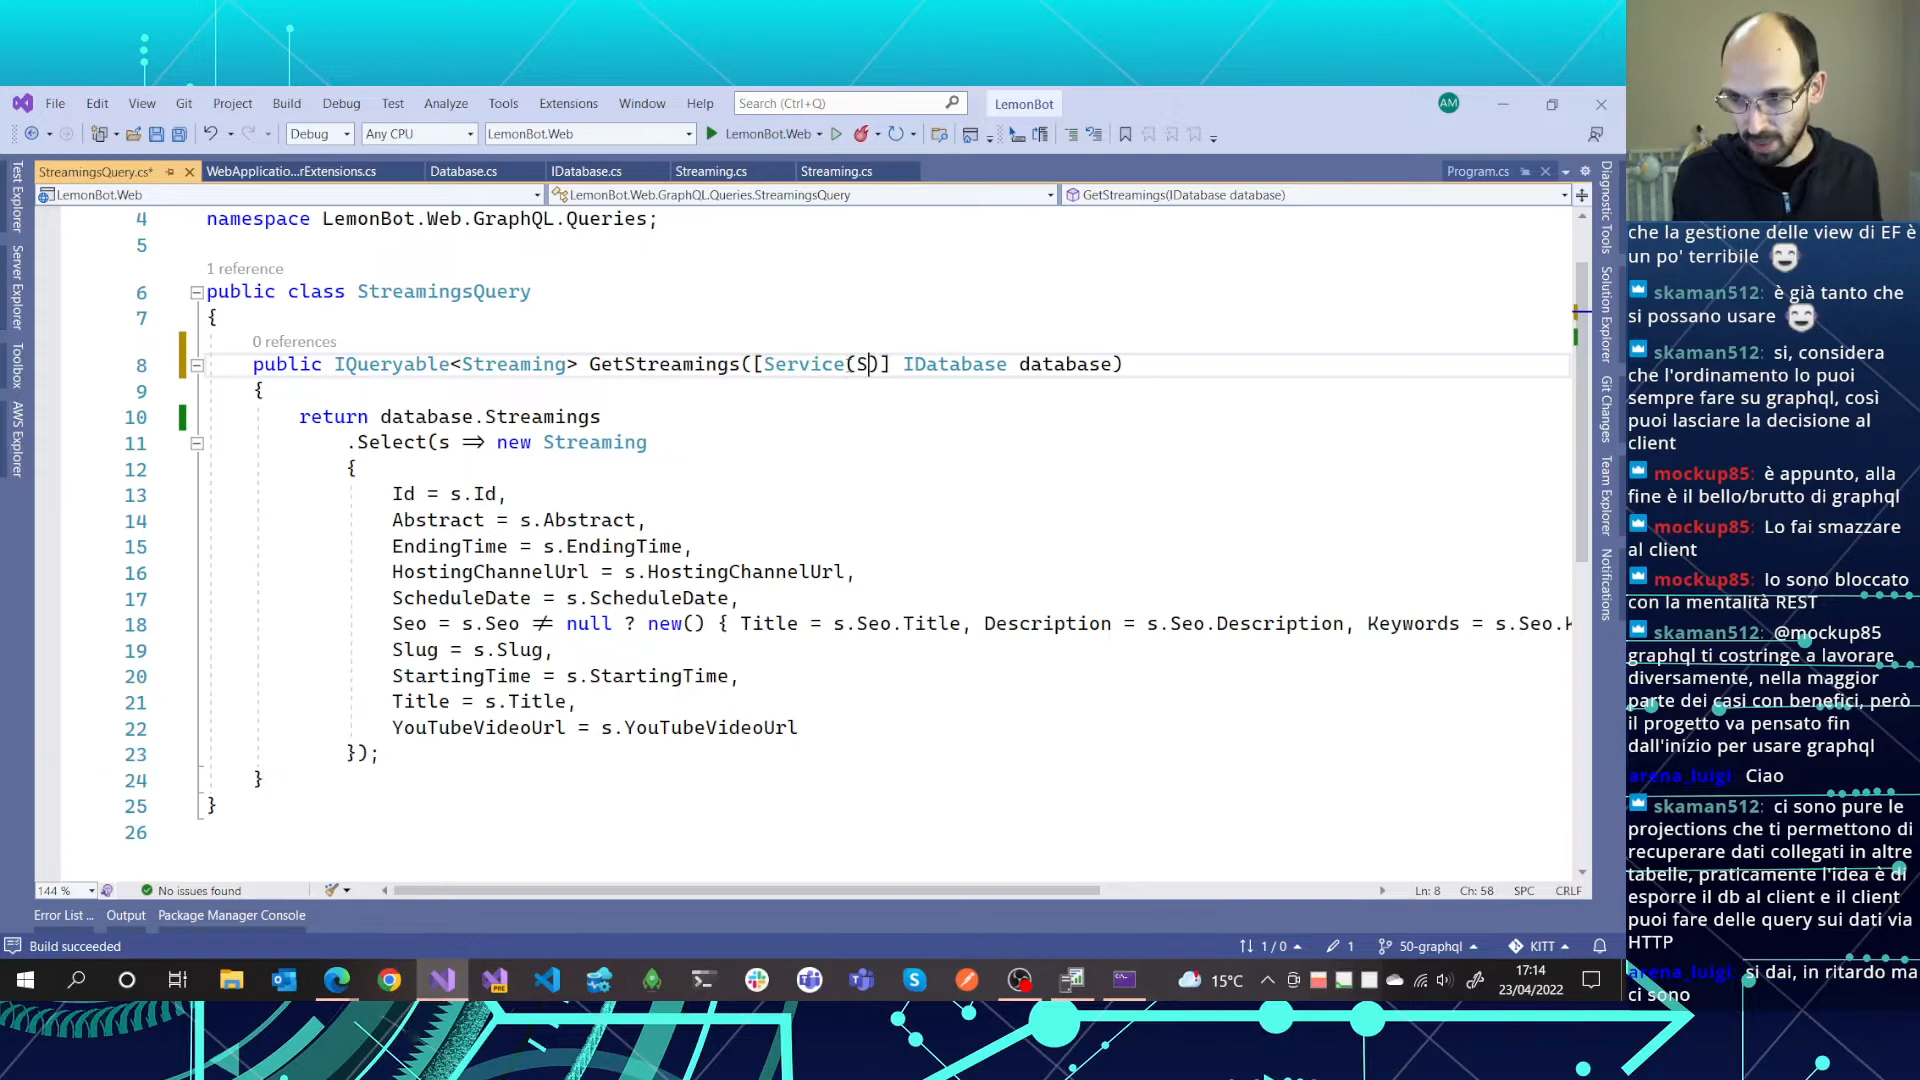 File Edit View Git Project Build Debug Test Analyze Tools Extensions Window Help Search (Ctrl+Q) LemonBot AM
Debug Any CPU LemonBot.Web LemonBot.Web
StreamingsQuery.cs* WebApplicatio...rExtensions.cs Database.cs IDatabase.cs Streaming.cs Streaming.cs Program.cs
LemonBot.Web LemonBot.Web.GraphQL.Queries.StreamingsQuery GetStreamings(IDatabase database)
Test Explorer
Server Explorer
Toolbox
AWS Explorer
4 namespace LemonBot.Web.GraphQL.Queries;
5
1 reference
6 public class StreamingsQuery
7 {
0 references
8 public IQueryable<Streaming> GetStreamings([Service(S)] IDatabase database)
9 {
10 return database.Streamings
11 .Select(s => new Streaming
12 {
13 Id = s.Id,
14 Abstract = s.Abstract,
15 EndingTime = s.EndingTime,
16 HostingChannelUrl = s.HostingChannelUrl,
17 ScheduleDate = s.ScheduleDate,
18 Seo = s.Seo != null ? new() { Title = s.Seo.Title, Description = s.Seo.Description, Keywords = s.Seo.K
19 Slug = s.Slug,
20 StartingTime = s.StartingTime,
21 Title = s.Title,
22 YouTubeVideoUrl = s.YouTubeVideoUrl
23 });
24 }
25 }
26
144 % No issues found Ln: 8 Ch: 58 SPC CRLF
Error List ... Output Package Manager Console
Build succeeded 1 / 0 1 50-graphql KITT
PRE 15°C 17:14
23/04/2022
Diagnostic Tools
Solution Explorer
Git Changes
Team Explorer
Notifications
che la gestione delle view di EF è
un po' terribile
skaman512: è già tanto che
si possano usare
skaman512: si, considera
che l'ordinamento lo puoi
sempre fare su graphql, così
puoi lasciare la decisione al
client
mockup85: è appunto, alla
fine è il bello/brutto di graphql
mockup85: Lo fai smazzare
al client
mockup85: Io sono bloccato
con la mentalità REST
skaman512: @mockup85
graphql ti costringe a lavorare
diversamente, nella maggior
parte dei casi con benefici, però
il progetto va pensato fin
dall'inizio per usare graphql
arena_luigi: Ciao
skaman512: ci sono pure le
projections che ti permettono di
recuperare dati collegati in altre
tabelle, praticamente l'idea è di
esporre il db al client e il client
puoi fare delle query sui dati via
HTTP
arena_luigi: si dai, in ritardo ma
ci sono